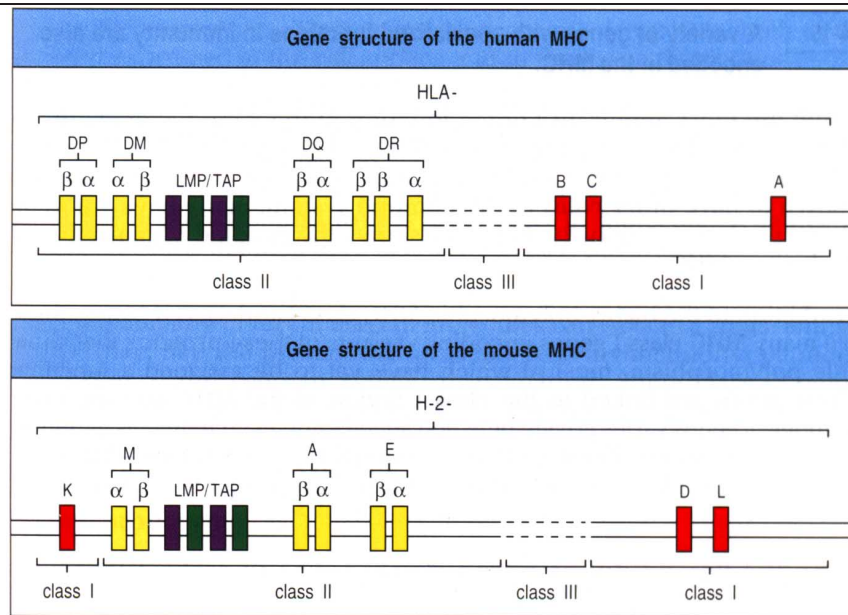 Gene structure of the human MHC
HLA-
DP DM DQ DR
β α α β LMP/TAP β α β β α B C A
class II class III class I
Gene structure of the mouse MHC
H-2-
M A E
K α β LMP/TAP β α β α D L
class I class II class III class I